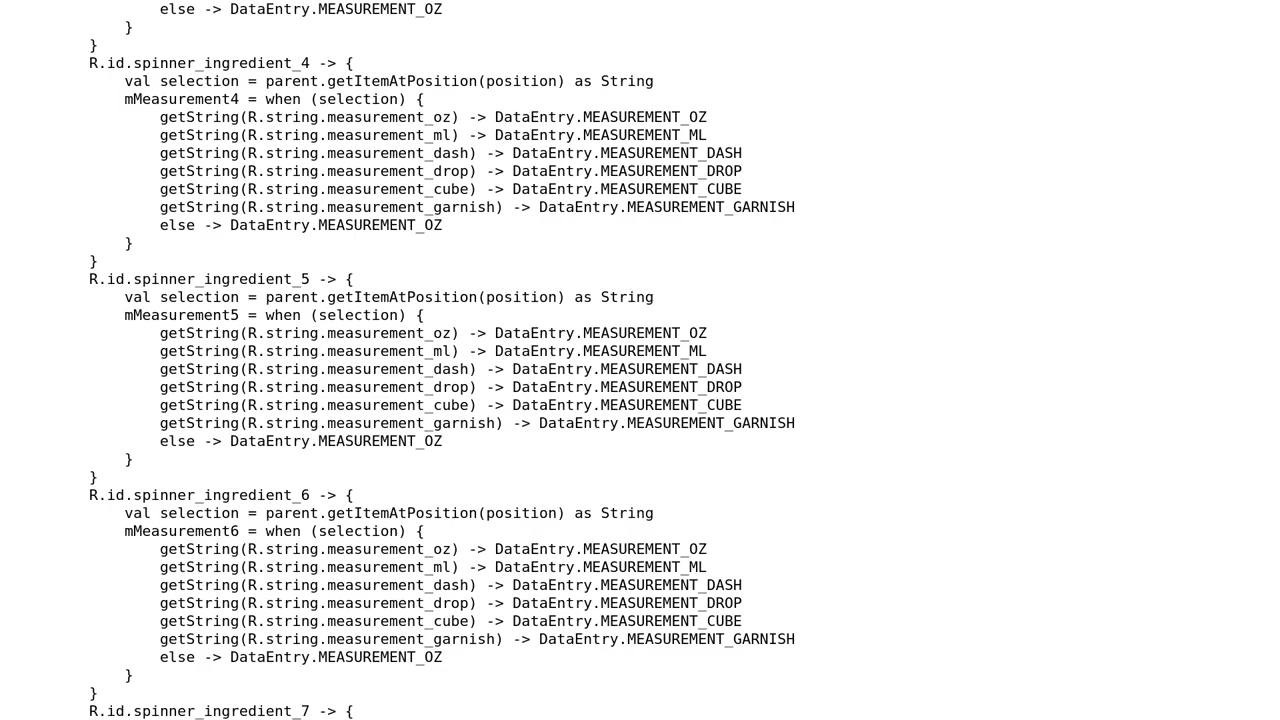 else -> DataEntry.MEASUREMENT_OZ
            }
        }
        R.id.spinner_ingredient_4 -> {
            val selection = parent.getItemAtPosition(position) as String
            mMeasurement4 = when (selection) {
                getString(R.string.measurement_oz) -> DataEntry.MEASUREMENT_OZ
                getString(R.string.measurement_ml) -> DataEntry.MEASUREMENT_ML
                getString(R.string.measurement_dash) -> DataEntry.MEASUREMENT_DASH
                getString(R.string.measurement_drop) -> DataEntry.MEASUREMENT_DROP
                getString(R.string.measurement_cube) -> DataEntry.MEASUREMENT_CUBE
                getString(R.string.measurement_garnish) -> DataEntry.MEASUREMENT_GARNISH
                else -> DataEntry.MEASUREMENT_OZ
            }
        }
        R.id.spinner_ingredient_5 -> {
            val selection = parent.getItemAtPosition(position) as String
            mMeasurement5 = when (selection) {
                getString(R.string.measurement_oz) -> DataEntry.MEASUREMENT_OZ
                getString(R.string.measurement_ml) -> DataEntry.MEASUREMENT_ML
                getString(R.string.measurement_dash) -> DataEntry.MEASUREMENT_DASH
                getString(R.string.measurement_drop) -> DataEntry.MEASUREMENT_DROP
                getString(R.string.measurement_cube) -> DataEntry.MEASUREMENT_CUBE
                getString(R.string.measurement_garnish) -> DataEntry.MEASUREMENT_GARNISH
                else -> DataEntry.MEASUREMENT_OZ
            }
        }
        R.id.spinner_ingredient_6 -> {
            val selection = parent.getItemAtPosition(position) as String
            mMeasurement6 = when (selection) {
                getString(R.string.measurement_oz) -> DataEntry.MEASUREMENT_OZ
                getString(R.string.measurement_ml) -> DataEntry.MEASUREMENT_ML
                getString(R.string.measurement_dash) -> DataEntry.MEASUREMENT_DASH
                getString(R.string.measurement_drop) -> DataEntry.MEASUREMENT_DROP
                getString(R.string.measurement_cube) -> DataEntry.MEASUREMENT_CUBE
                getString(R.string.measurement_garnish) -> DataEntry.MEASUREMENT_GARNISH
                else -> DataEntry.MEASUREMENT_OZ
            }
        }
        R.id.spinner_ingredient_7 -> {